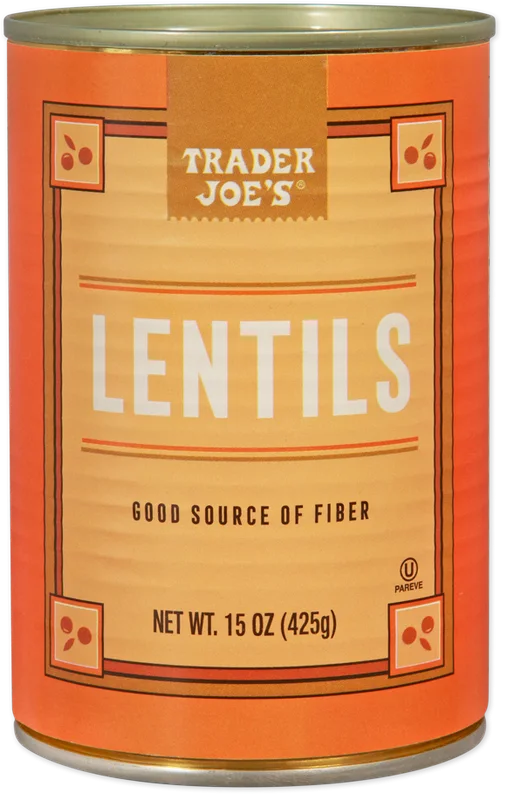 TRADER
JOE'S®
LENTILS
GOOD SOURCE OF FIBER
U
PAREVE
NET WT. 15 OZ (425g)